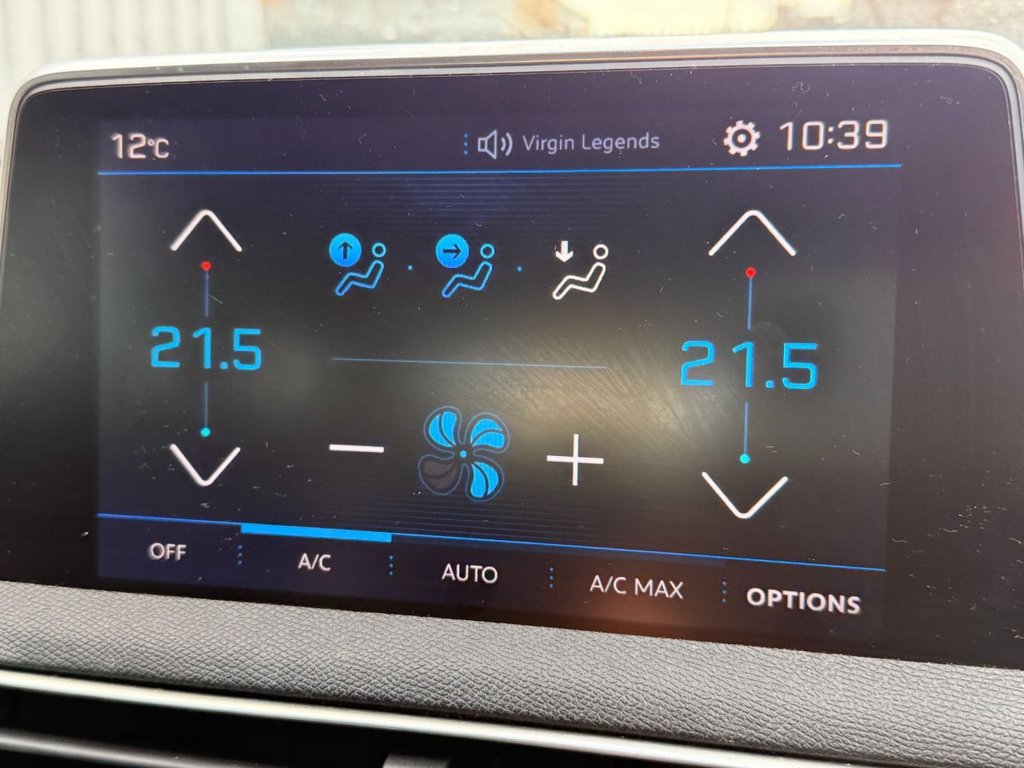 12°C Virgin Legends 10:39
21.5 21.5
OFF A/C AUTO A/C MAX OPTIONS